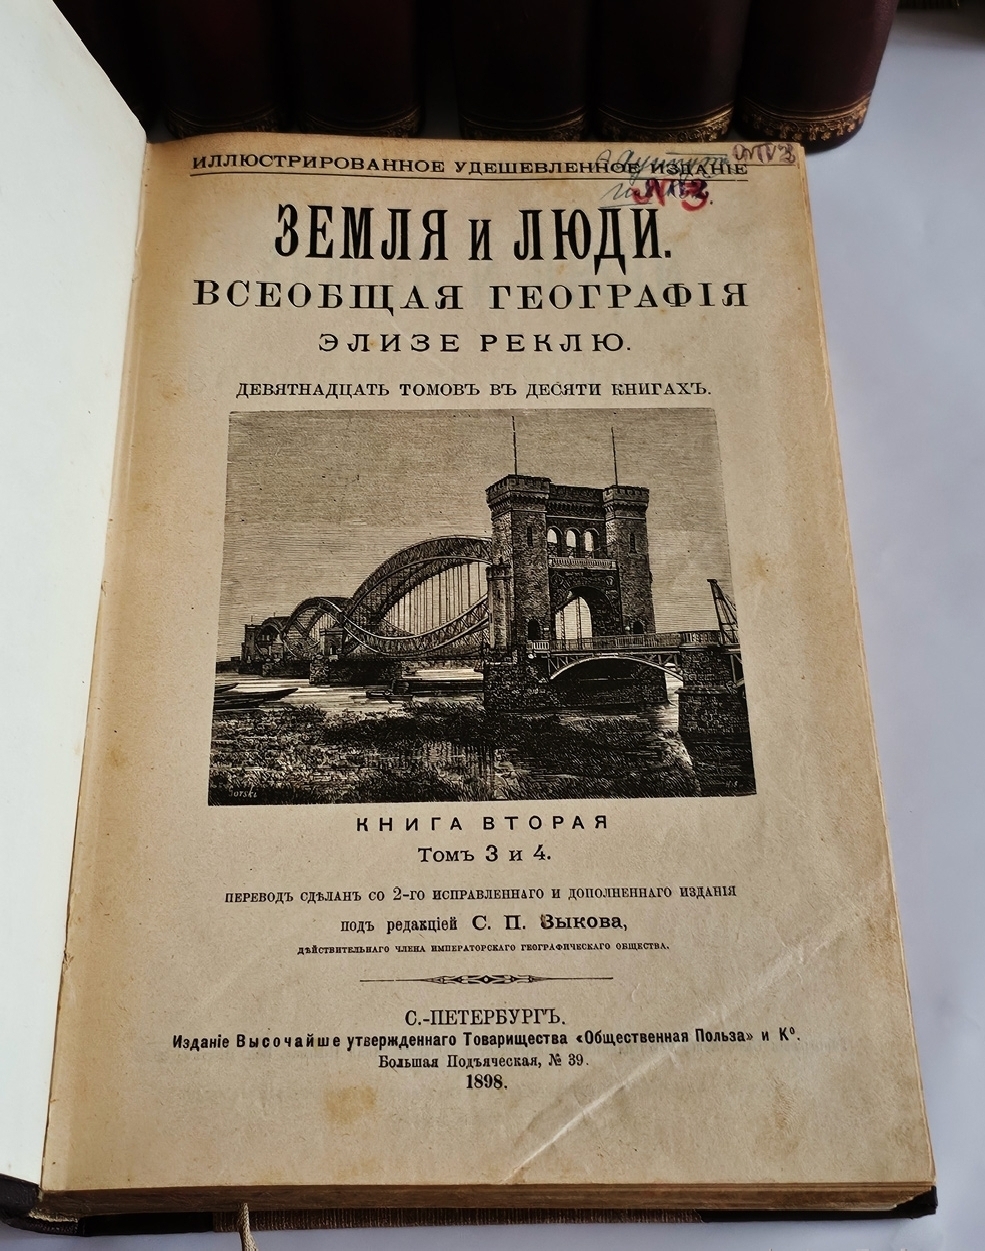 ИЛЛЮСТРИРОВАННОЕ УДЕШЕВЛЕННОЕ ИЗДАНІЕ
№3.
ЗЕМЛЯ и ЛЮДИ.
ВСЕОБЩАЯ ГЕОГРАФІЯ
ЭЛИЗЕ РЕКЛЮ.
ДЕВЯТНАДЦАТЬ ТОМОВЪ ВЪ ДЕСЯТИ КНИГАХЪ.
КНИГА ВТОРАЯ
Томъ 3 и 4.
ПЕРЕВОДЪ СДѢЛАНЪ СО 2-ГО ИСПРАВЛЕННАГО И ДОПОЛНЕННАГО ИЗДАНІЯ
подъ редакціей С. П. Зыкова,
ДѢЙСТВИТЕЛЬНАГО ЧЛЕНА ИМПЕРАТОРСКАГО ГЕОГРАФИЧЕСКАГО ОБЩЕСТВА.
С.-ПЕТЕРБУРГЪ.
Изданіе Высочайше утвержденнаго Товарищества «Общественная Польза» и Кº.
Большая Подъяческая, № 39.
1898.